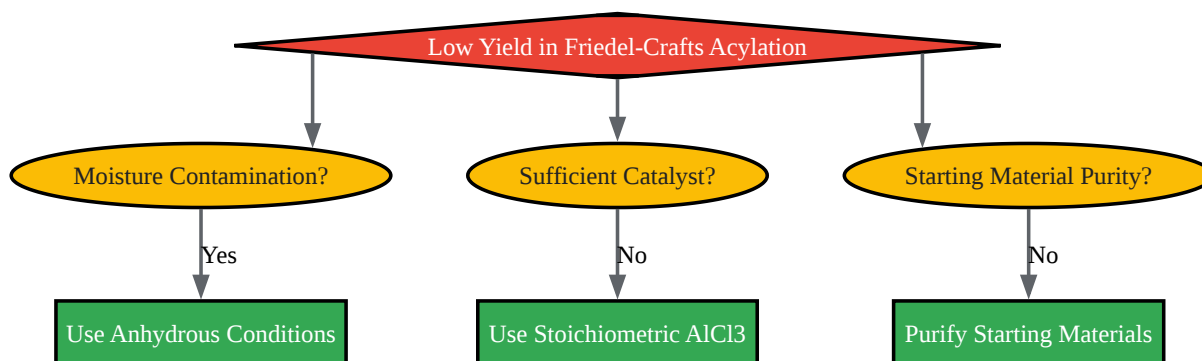 Low Yield in Friedel-Crafts Acylation
Moisture Contamination?
Sufficient Catalyst?
Starting Material Purity?
Yes
No
No
Use Anhydrous Conditions
Use Stoichiometric AlCl3
Purify Starting Materials